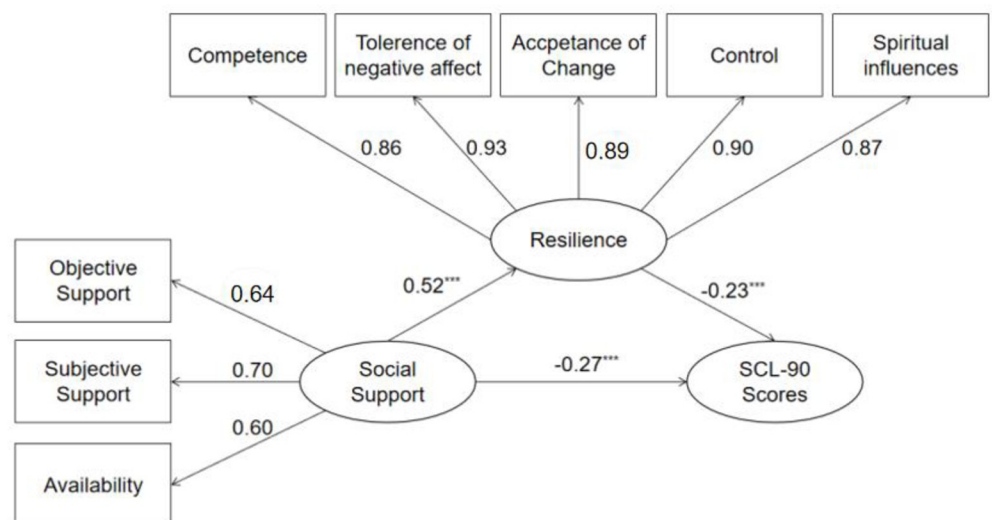 Competence
Tolerence of
negative affect
Accpetance of
Change
Control
Spiritual
influences
0.86
0.93
0.89
0.90
0.87
Resilience
Objective
Support
0.64
0.52***
-0.23***
Subjective
Support
0.70
Social
Support
-0.27***
SCL-90
Scores
0.60
Availability